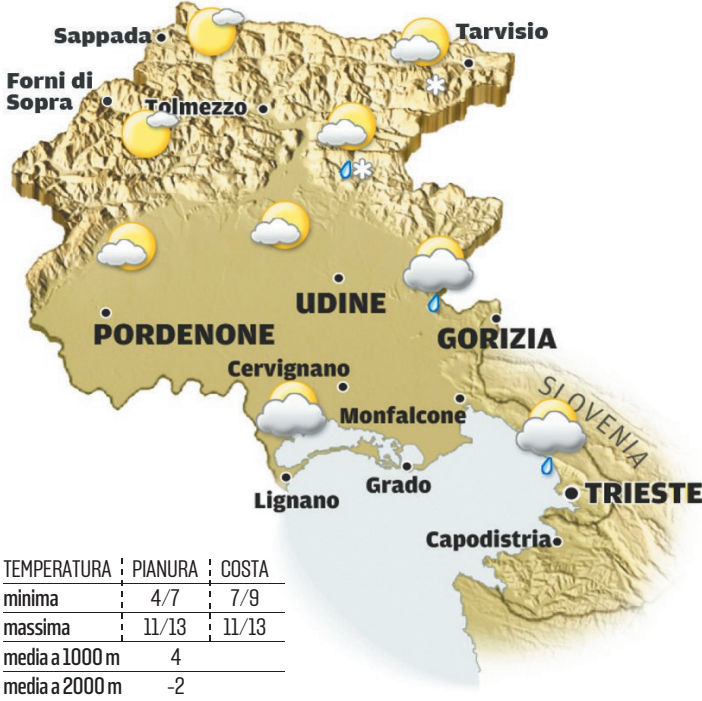 Sappada
Tarvisio
Forni di
Sopra
Tolmezzo
UDINE
PORDENONE
GORIZIA
Cervignano
SLOVENIA
Monfalcone
Grado
Lignano
TRIESTE
Capodistria
TEMPERATURA PIANURA COSTA
minima 4/7 7/9
massima 11/13 11/13
media a 1000 m 4
media a 2000 m -2